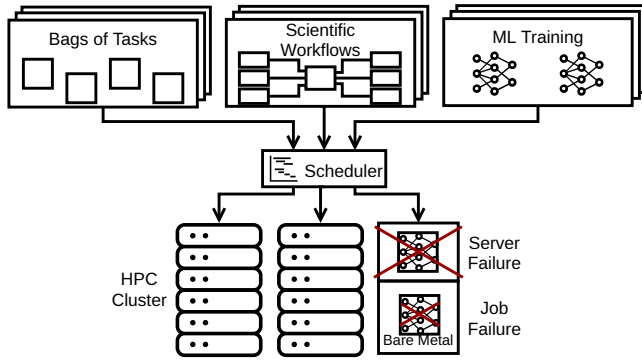 Bags of Tasks
Scientific
Workflows
ML Training
Scheduler
HPC
Cluster
Server
Failure
Job
Failure
Bare Metal